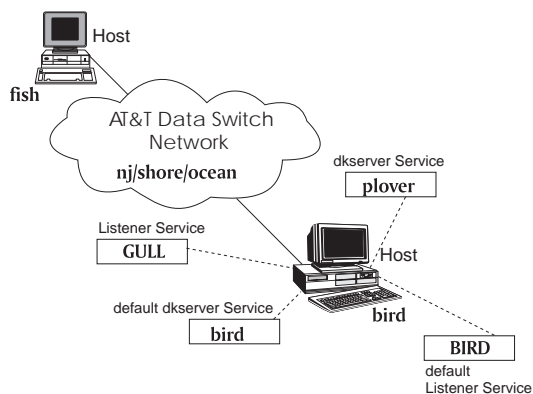 Host
fish
AT&T Data Switch
Network
nj/shore/ocean
dkserver Service
plover
Listener Service
GULL
Host
default dkserver Service
bird
bird
BIRD
default
Listener Service